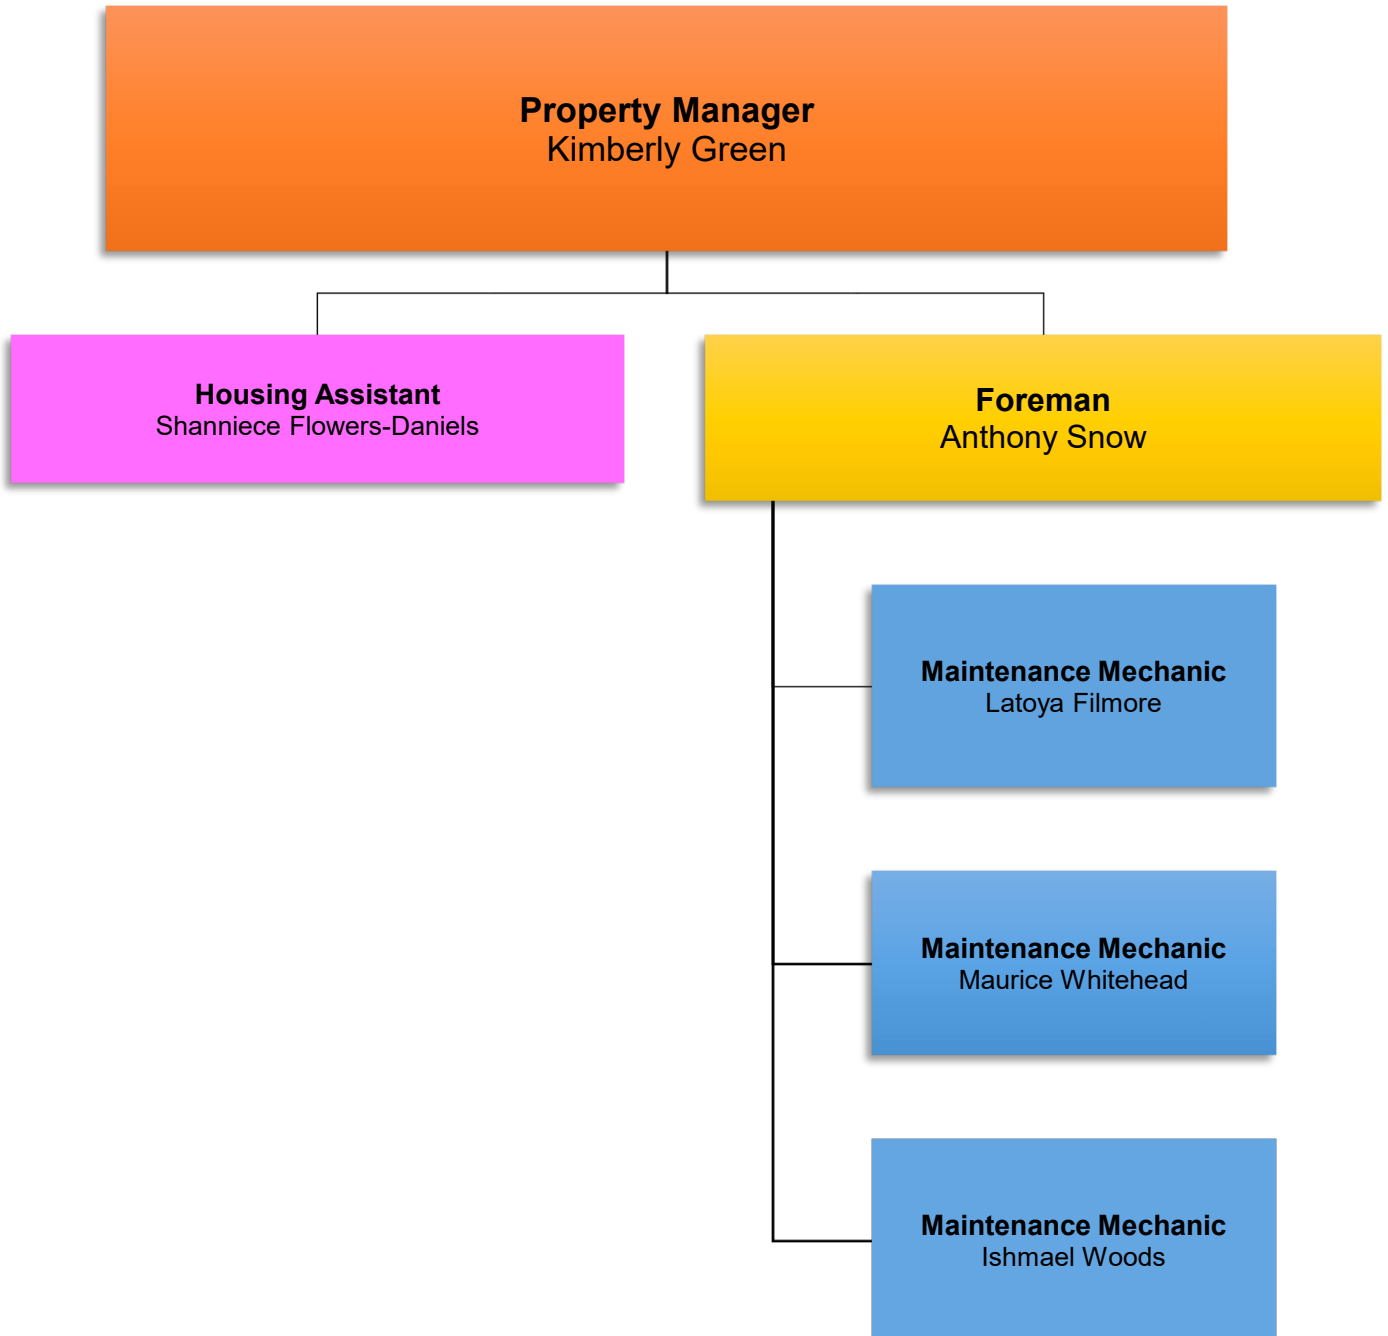 Property Manager
Kimberly Green
Housing Assistant
Shanniece Flowers-Daniels
Foreman
Anthony Snow
Maintenance Mechanic
Latoya Filmore
Maintenance Mechanic
Maurice Whitehead
Maintenance Mechanic
Ishmael Woods